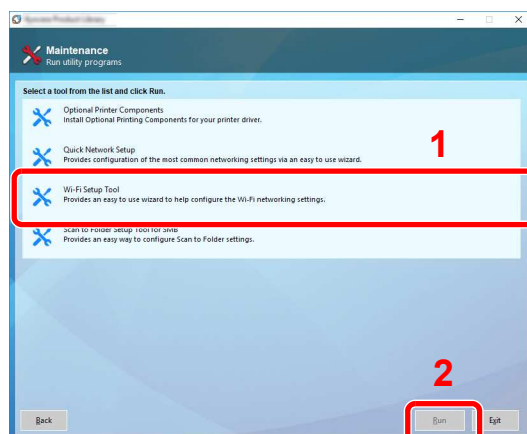 Maintenance
Run utility programs
Select a tool from the list and click Run.
Optional Printer Components
Install Optional Printing Components for your printer driver.
1
Quick Network Setup
Provides configuration of the most common networking settings via an easy to use wizard.
Wi-Fi Setup Tool
Provides an easy to use wizard to help configure the Wi-Fi networking settings.
Scan to Folder Setup Tool for SMB
Provides an easy way to configure Scan to Folder settings.
2
Back
Run
Exit